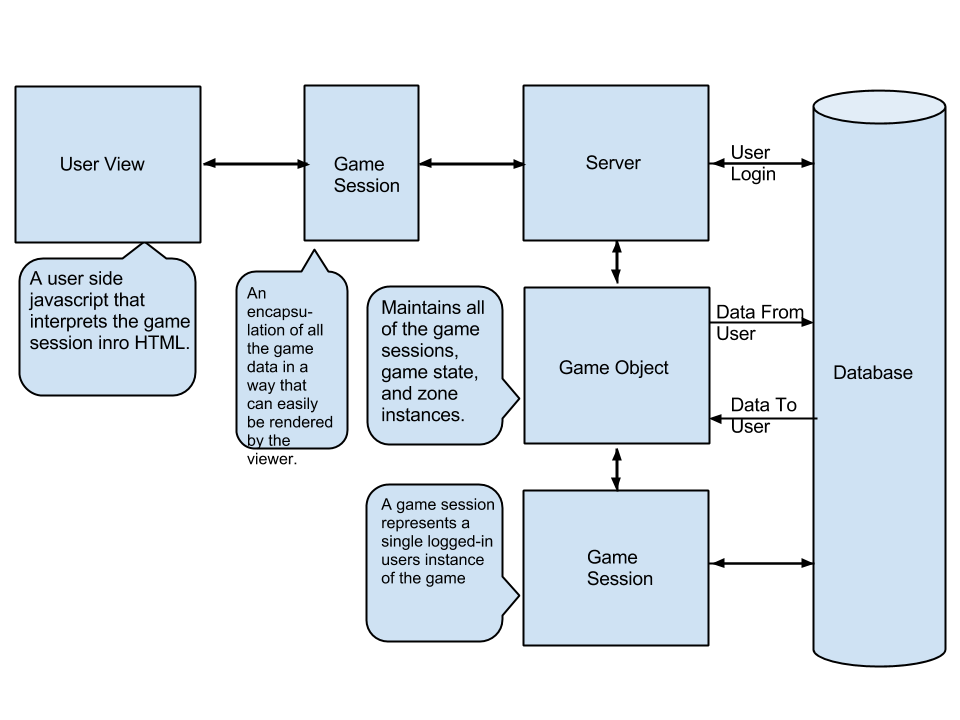 User View
Game
Session
Server
User
Login
A user side
javascript that
interprets the game
session inro HTML.
An
encapsu-
lation of all
the game
data in a
way that
can easily
be rendered
by the
viewer.
Maintains all
of the game
sessions,
game state,
and zone
instances.
Game Object
Data From
User
Data To
User
Database
A game session
represents a
single logged-in
users instance
of the game
Game
Session